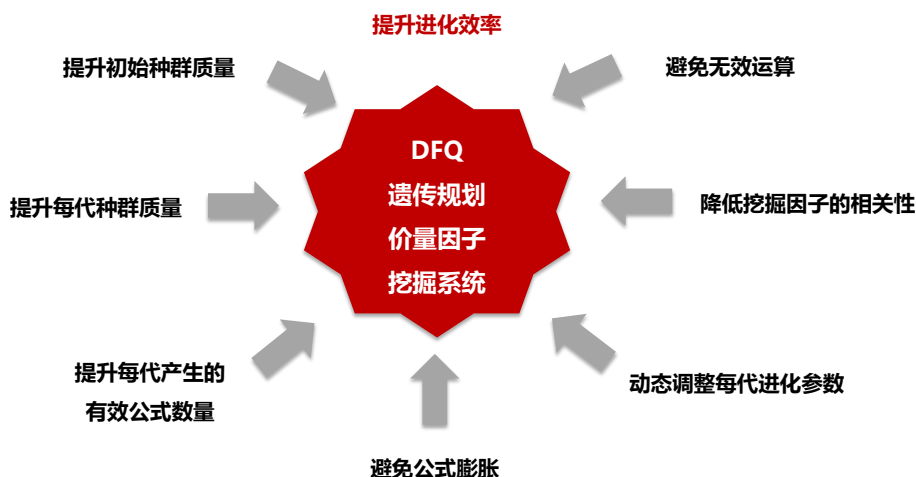 提升进化效率
提升初始种群质量
避免无效运算
DFQ
遗传规划
价量因子
挖掘系统
提升每代种群质量
降低挖掘因子的相关性
提升每代产生的
有效公式数量
动态调整每代进化参数
避免公式膨胀